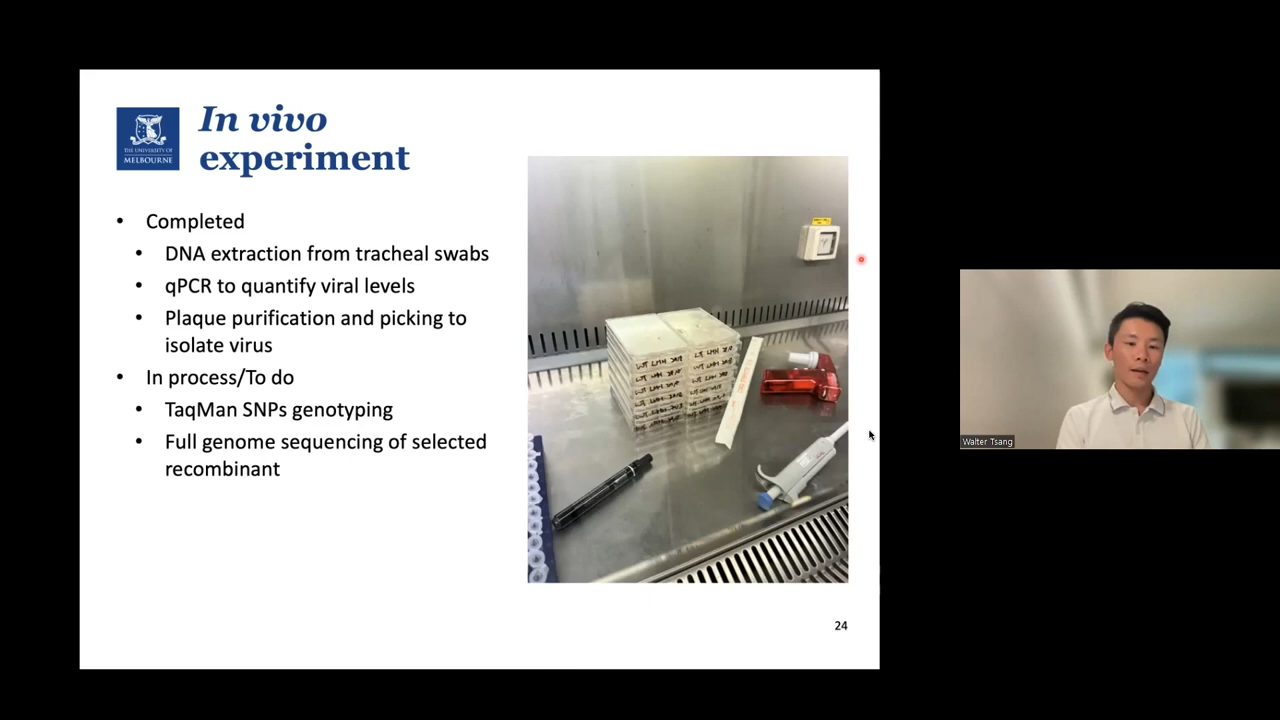 In vivo
experiment
THE UNIVERSITY OF
MELBOURNE
• Completed
• DNA extraction from tracheal swabs
• qPCR to quantify viral levels
• Plaque purification and picking to
isolate virus
• In process/To do
• TaqMan SNPs genotyping
• Full genome sequencing of selected
recombinant
24
Walter Tsang